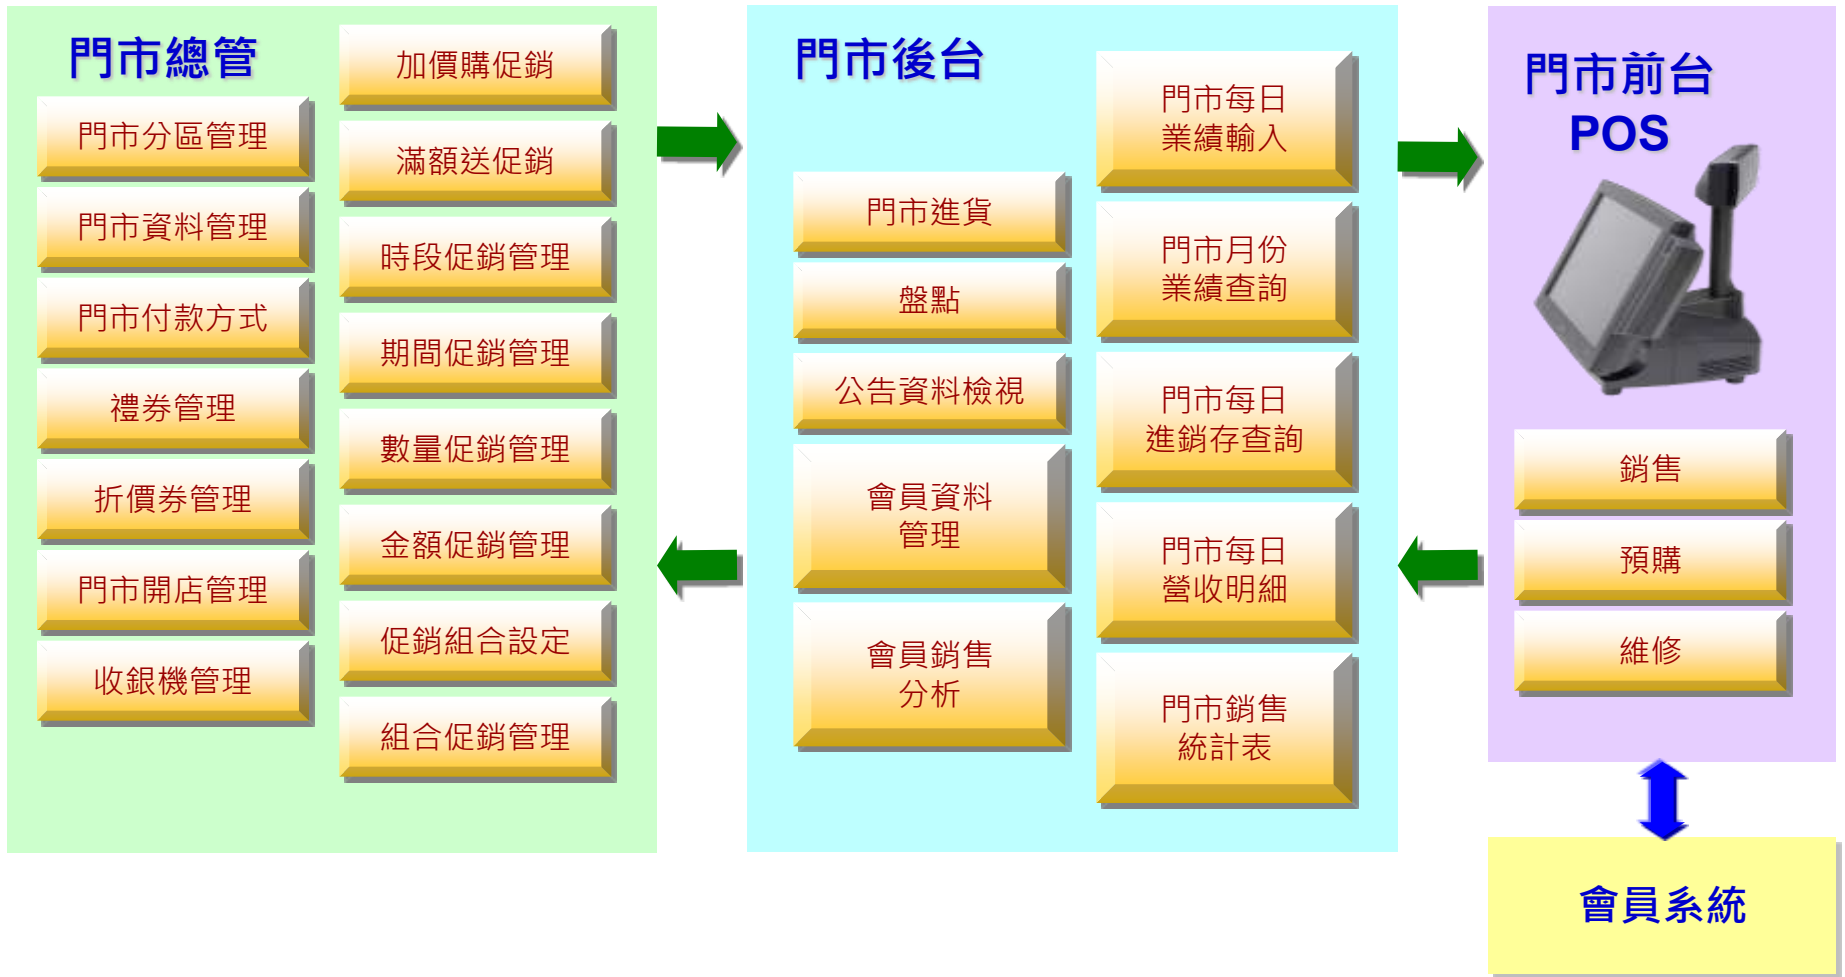 門市總管
門市分區管理
門市資料管理
門市付款方式
禮券管理
折價券管理
門市開店管理
收銀機管理
加價購促銷
滿額送促銷
時段促銷管理
期間促銷管理
數量促銷管理
金額促銷管理
促銷組合設定
組合促銷管理
門市後台
門市進貨
盤點
公告資料檢視
會員資料
管理
會員銷售
分析
門市每日
業績輸入
門市月份
業績查詢
門市每日
進銷存查詢
門市每日
營收明細
門市銷售
統計表
門市前台
POS
銷售
預購
維修
會員系統